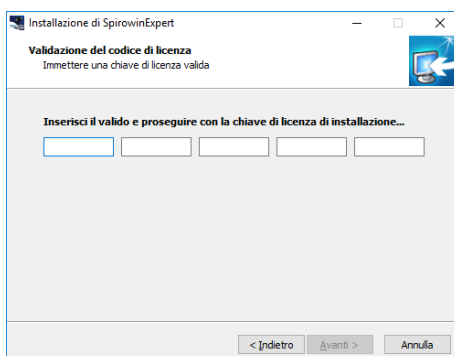 Installazione di SpirowinExpert
Validazione del codice di licenza
Immettere una chiave di licenza valida
Inserisci il valido e proseguire con la chiave di licenza di installazione...
< Indietro
Avanti >
Annulla